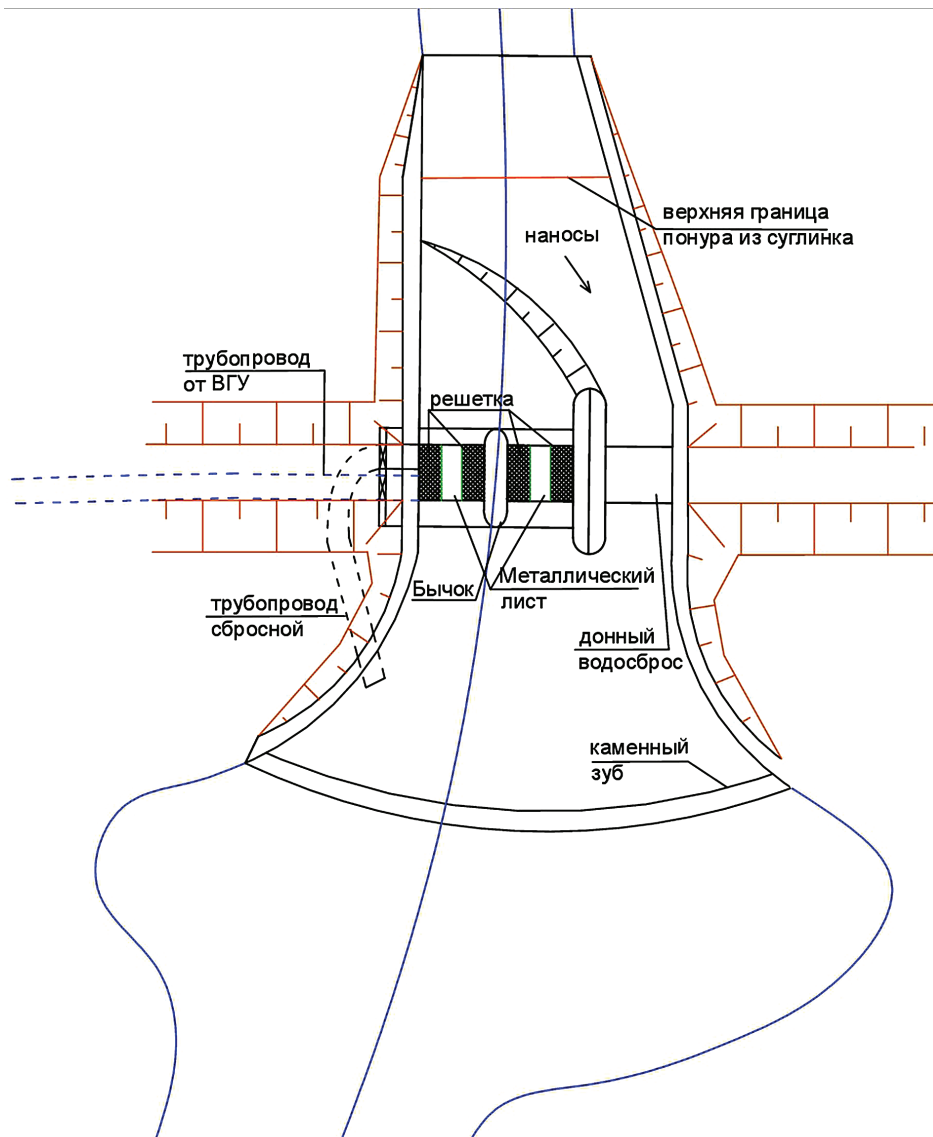 верхняя граница
понура из суглинка
наносы
трубопровод
от ВГУ
решетка
Бычок
Металлический
лист
трубопровод
сбросной
донный
водосброс
каменный
зуб